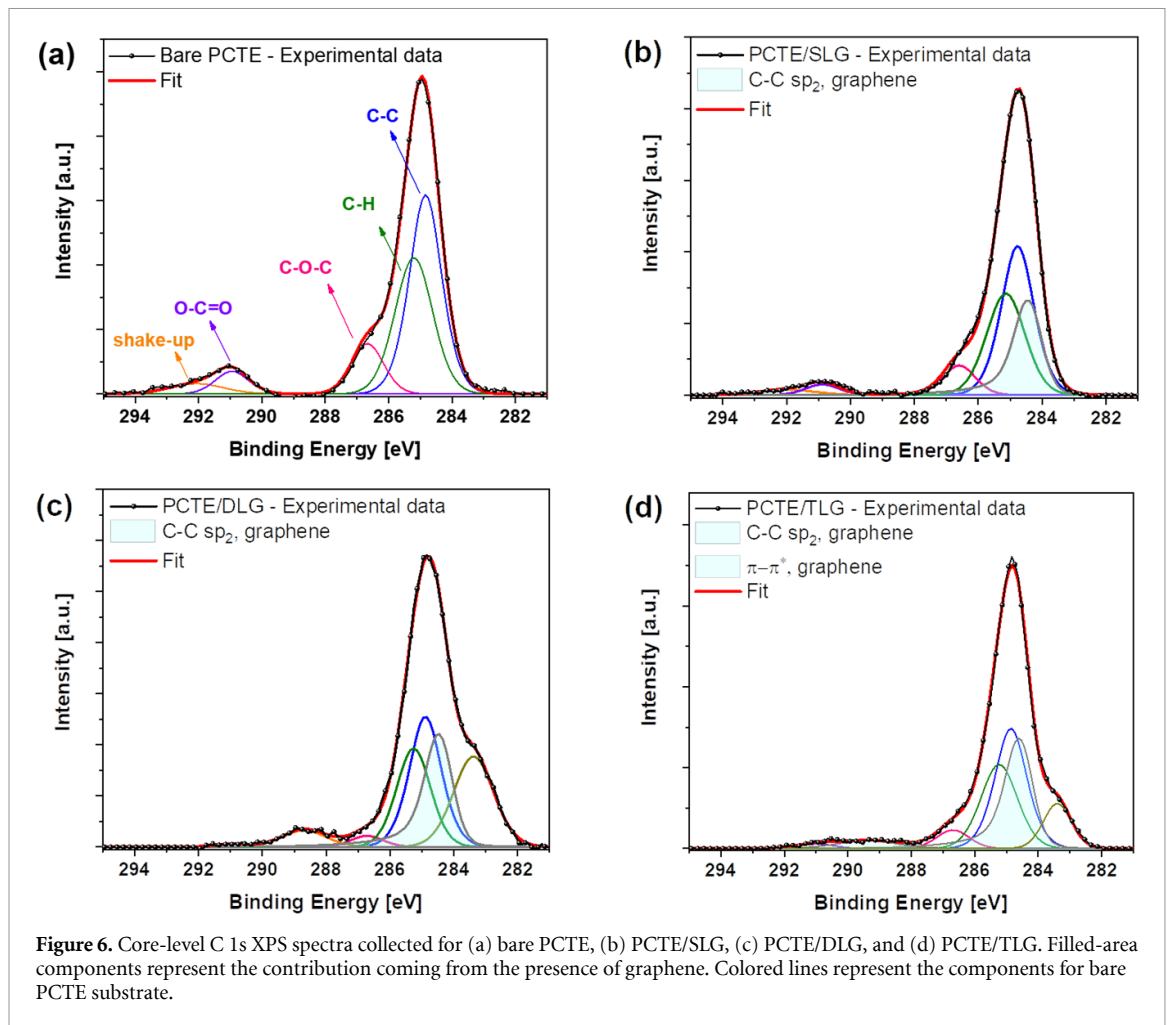 (a)
Bare PCTE - Experimental data
Fit
C-C
C-H
C-O-C
O-C=O
shake-up
Intensity [a.u.]
294 292 290 288 286 284 282
Binding Energy [eV]
(b)
PCTE/SLG - Experimental data
C-C sp₂, graphene
Fit
Intensity [a.u.]
294 292 290 288 286 284 282
Binding Energy [eV]
(c)
PCTE/DLG - Experimental data
C-C sp₂, graphene
Fit
Intensity [a.u.]
294 292 290 288 286 284 282
Binding Energy [eV]
(d)
PCTE/TLG - Experimental data
C-C sp₂, graphene
π−π*, graphene
Fit
Intensity [a.u.]
294 292 290 288 286 284 282
Binding Energy [eV]
Figure 6. Core-level C 1s XPS spectra collected for (a) bare PCTE, (b) PCTE/SLG, (c) PCTE/DLG, and (d) PCTE/TLG. Filled-area
components represent the contribution coming from the presence of graphene. Colored lines represent the components for bare
PCTE substrate.